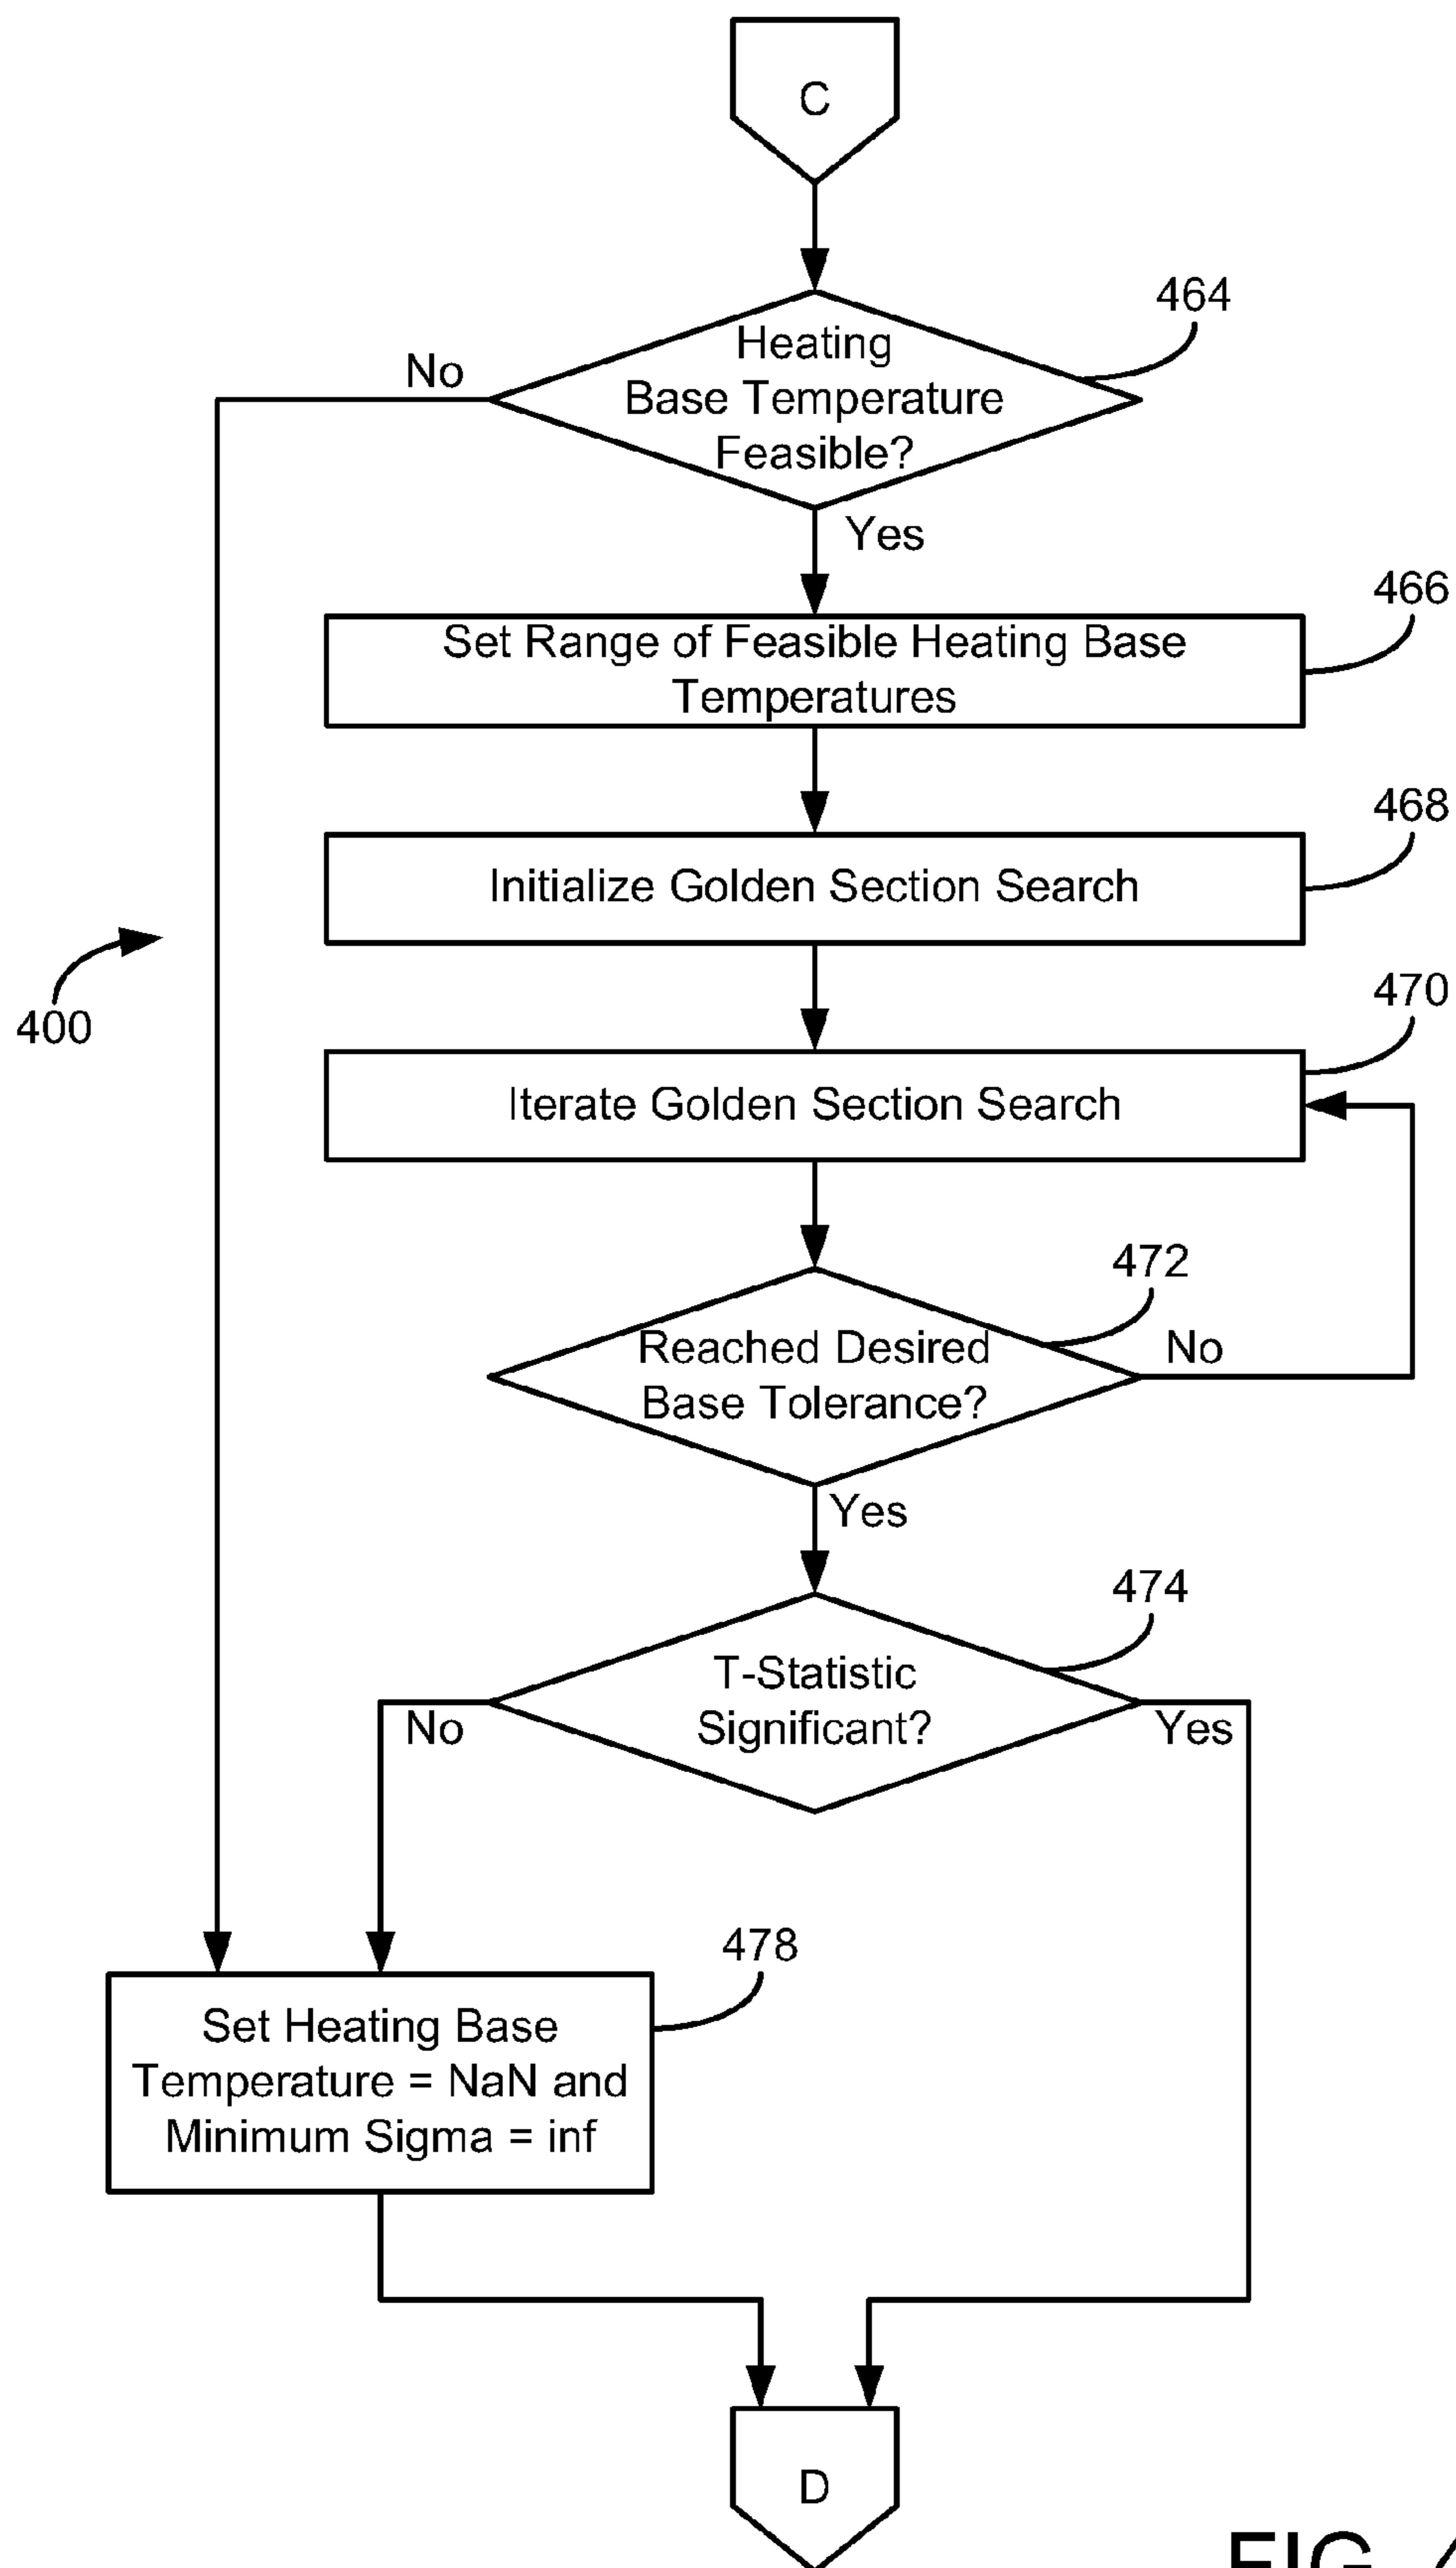 C
464
Heating
Base Temperature
Feasible?
No
Yes
466
Set Range of Feasible Heating Base
Temperatures
468
Initialize Golden Section Search
400
470
Iterate Golden Section Search
472
Reached Desired
Base Tolerance?
No
Yes
474
T-Statistic
Significant?
No
Yes
478
Set Heating Base
Temperature = NaN and
Minimum Sigma = inf
D
FIG.